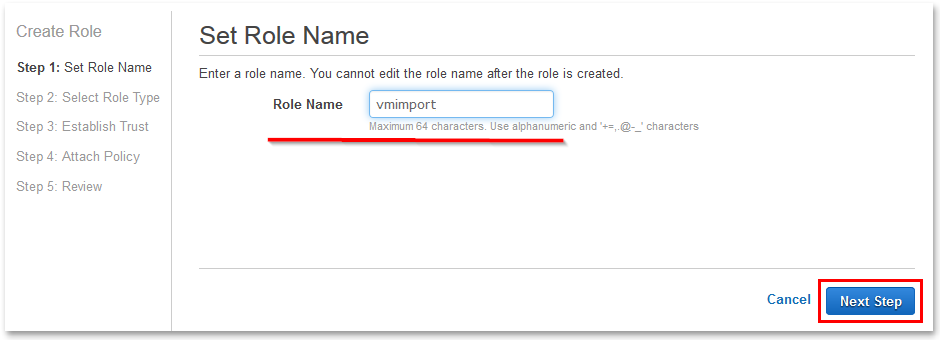 Create Role
Step 1: Set Role Name
Step 2: Select Role Type
Step 3: Establish Trust
Step 4: Attach Policy
Step 5: Review
Set Role Name
Enter a role name. You cannot edit the role name after the role is created.
Role Name vmimport
Maximum 64 characters. Use alphanumeric and '+=,.@-_' characters
Cancel Next Step